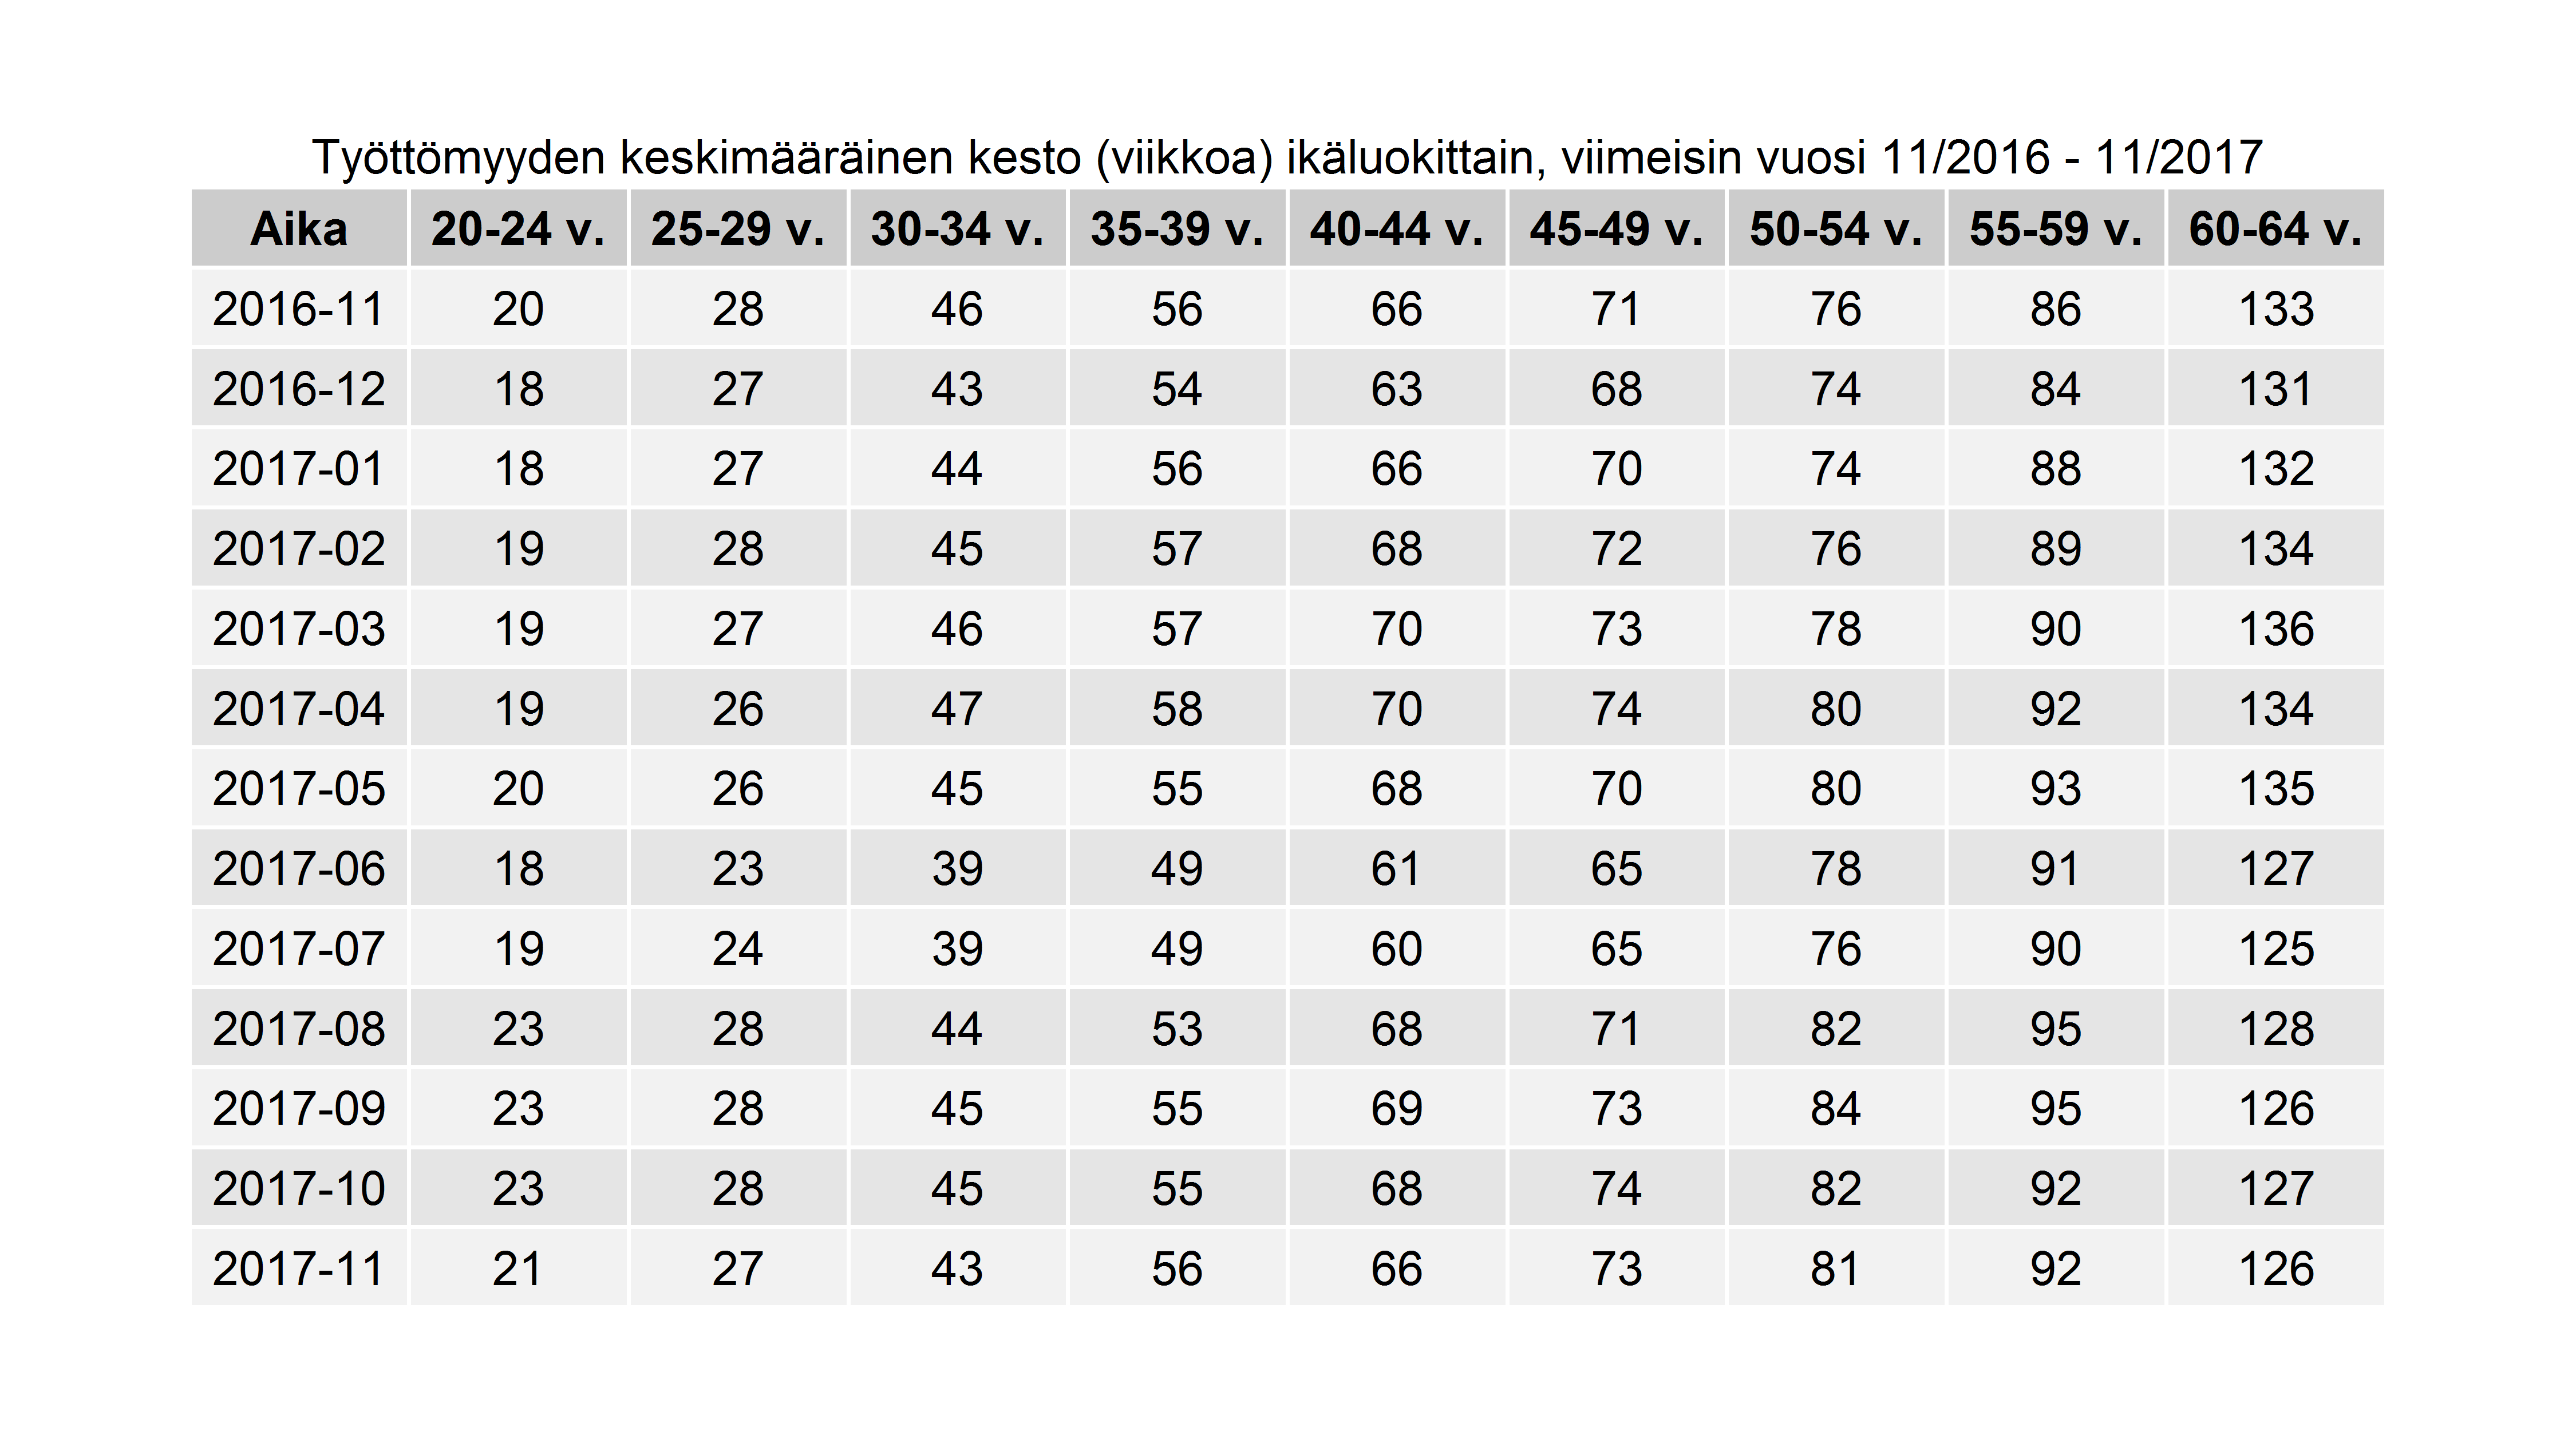 Työttömyyden keskimääräinen kesto (viikkoa) ikäluokittain, viimeisin vuosi 11/2016 - 11/2017
Aika 20-24 v. 25-29 v. 30-34 v. 35-39 v. 40-44 v. 45-49 v. 50-54 v. 55-59 v. 60-64 v.
2016-11 20 28 46 56 66 71 76 86 133
2016-12 18 27 43 54 63 68 74 84 131
2017-01 18 27 44 56 66 70 74 88 132
2017-02 19 28 45 57 68 72 76 89 134
2017-03 19 27 46 57 70 73 78 90 136
2017-04 19 26 47 58 70 74 80 92 134
2017-05 20 26 45 55 68 70 80 93 135
2017-06 18 23 39 49 61 65 78 91 127
2017-07 19 24 39 49 60 65 76 90 125
2017-08 23 28 44 53 68 71 82 95 128
2017-09 23 28 45 55 69 73 84 95 126
2017-10 23 28 45 55 68 74 82 92 127
2017-11 21 27 43 56 66 73 81 92 126